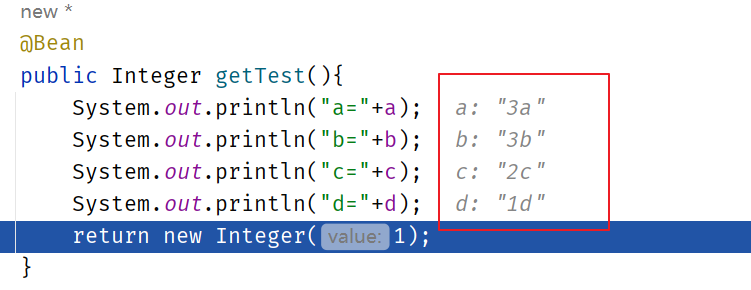 new *
@Bean
public Integer getTest(){
System.out.println("a="+a); a: "3a"
System.out.println("b="+b); b: "3b"
System.out.println("c="+c); c: "2c"
System.out.println("d="+d); d: "1d"
return new Integer( value: 1);
}